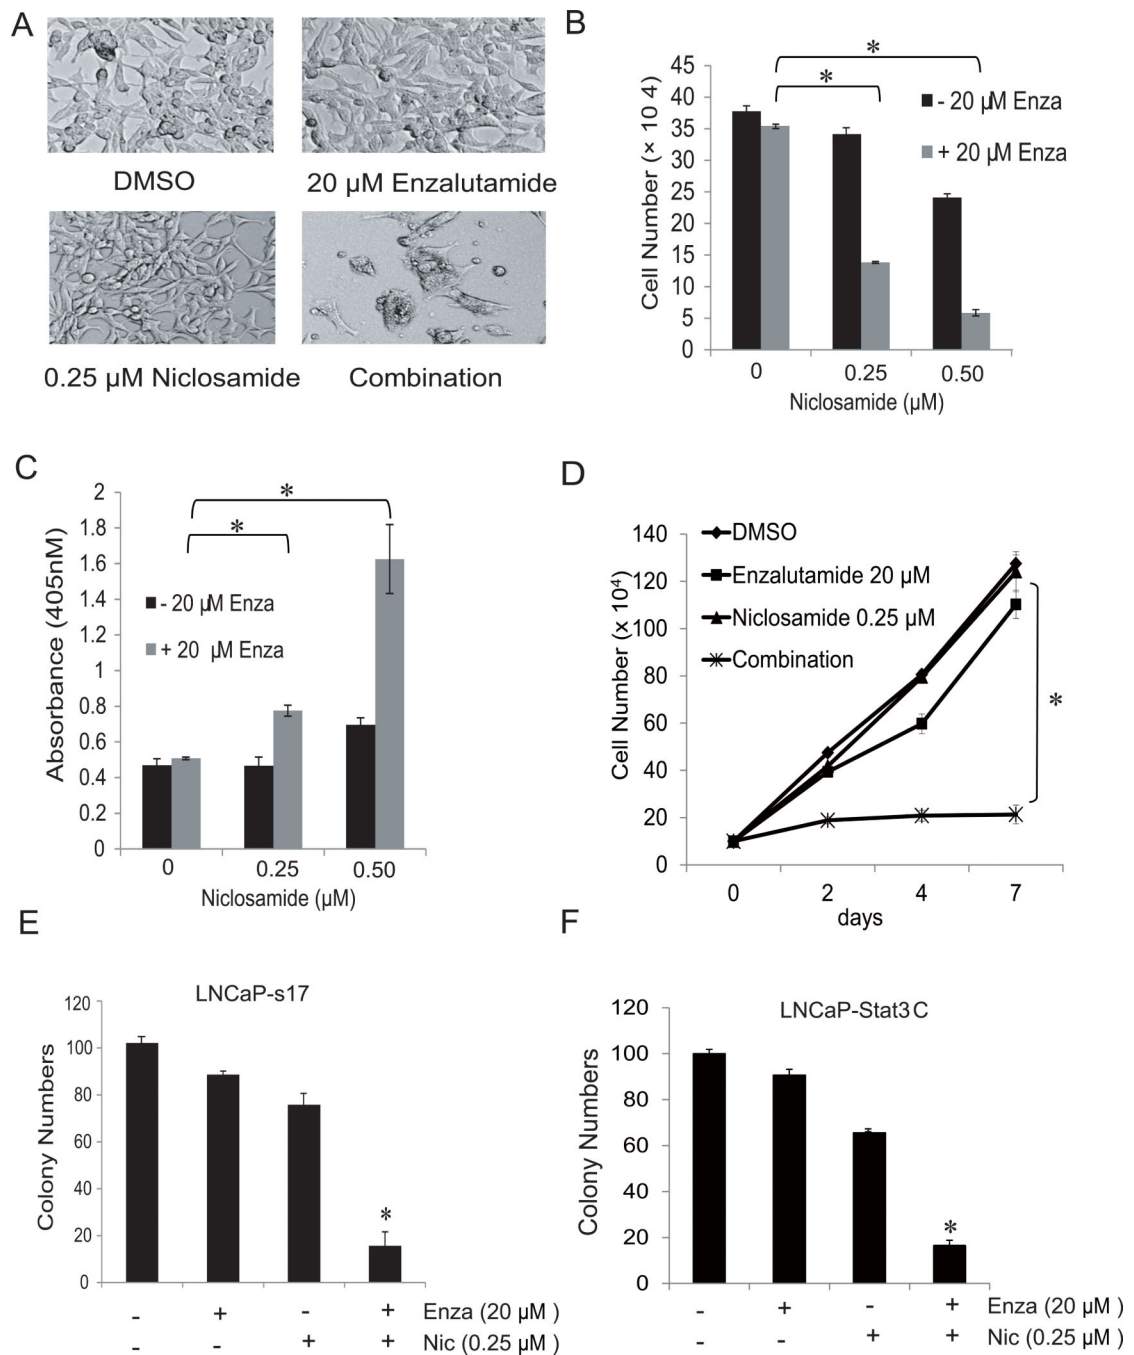 A
DMSO
20 µM Enzalutamide
0.25 µM Niclosamide
Combination
B
Cell Number (× 10 4)
45
40
35
30
25
20
15
10
5
0
*
*
- 20 µM Enza
+ 20 µM Enza
0 0.25 0.50
Niclosamide (µM)
C
Absorbance (405nM)
2
1.8
1.6
1.4
1.2
1
0.8
0.6
0.4
0.2
0
*
*
- 20 µM Enza
+ 20 µM Enza
0 0.25 0.50
Niclosamide (µM)
D
Cell Number (x 10⁴)
140
120
100
80
60
40
20
0
DMSO
Enzalutamide 20 µM
Niclosamide 0.25 µM
Combination
*
0 2 4 7
days
E
LNCaP-s17
Colony Numbers
120
100
80
60
40
20
0
*
- + - + Enza (20 µM )
- - + + Nic (0.25 µM )
F
LNCaP-Stat3 C
Colony Numbers
120
100
80
60
40
20
0
*
- + - + Enza (20 µM )
- - + + Nic (0.25 µM )